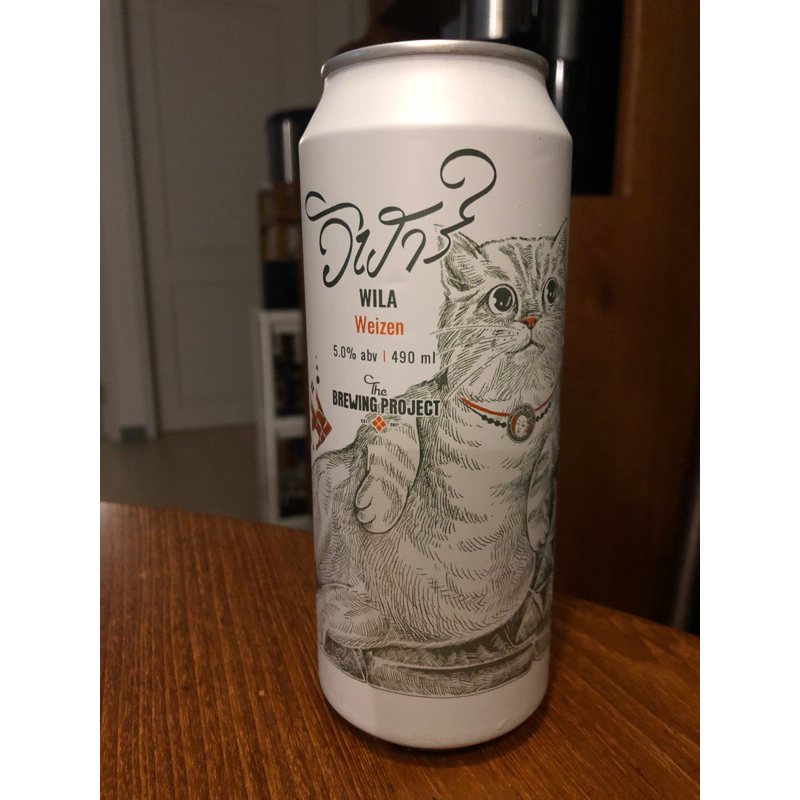 วิฬาร์
WILA
Weizen
5.0% abv | 490 ml
The
BREWING PROJECT